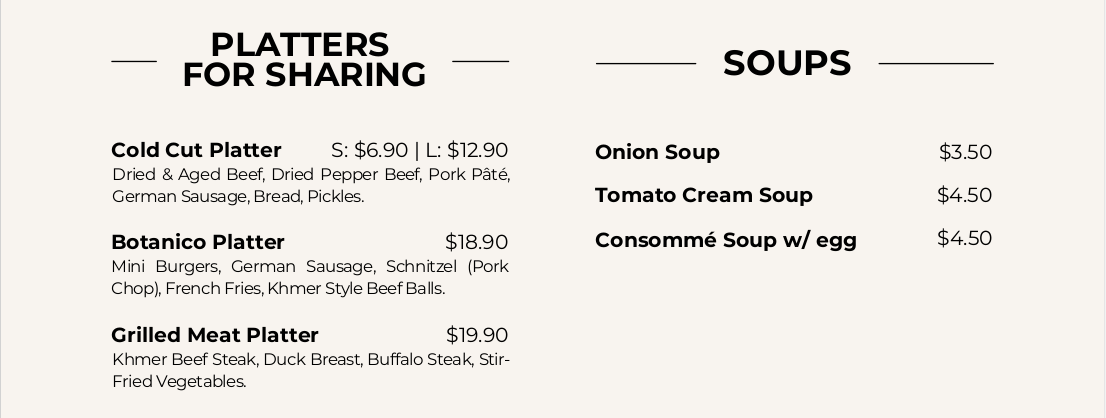 PLATTERS
FOR SHARING
Cold Cut Platter S: $6.90 | L: $12.90
Dried & Aged Beef, Dried Pepper Beef, Pork Pâté,
German Sausage, Bread, Pickles.
Botanico Platter $18.90
Mini Burgers, German Sausage, Schnitzel (Pork
Chop), French Fries, Khmer Style Beef Balls.
Grilled Meat Platter $19.90
Khmer Beef Steak, Duck Breast, Buffalo Steak, Stir-
Fried Vegetables.
SOUPS
Onion Soup $3.50
Tomato Cream Soup $4.50
Consommé Soup w/ egg $4.50